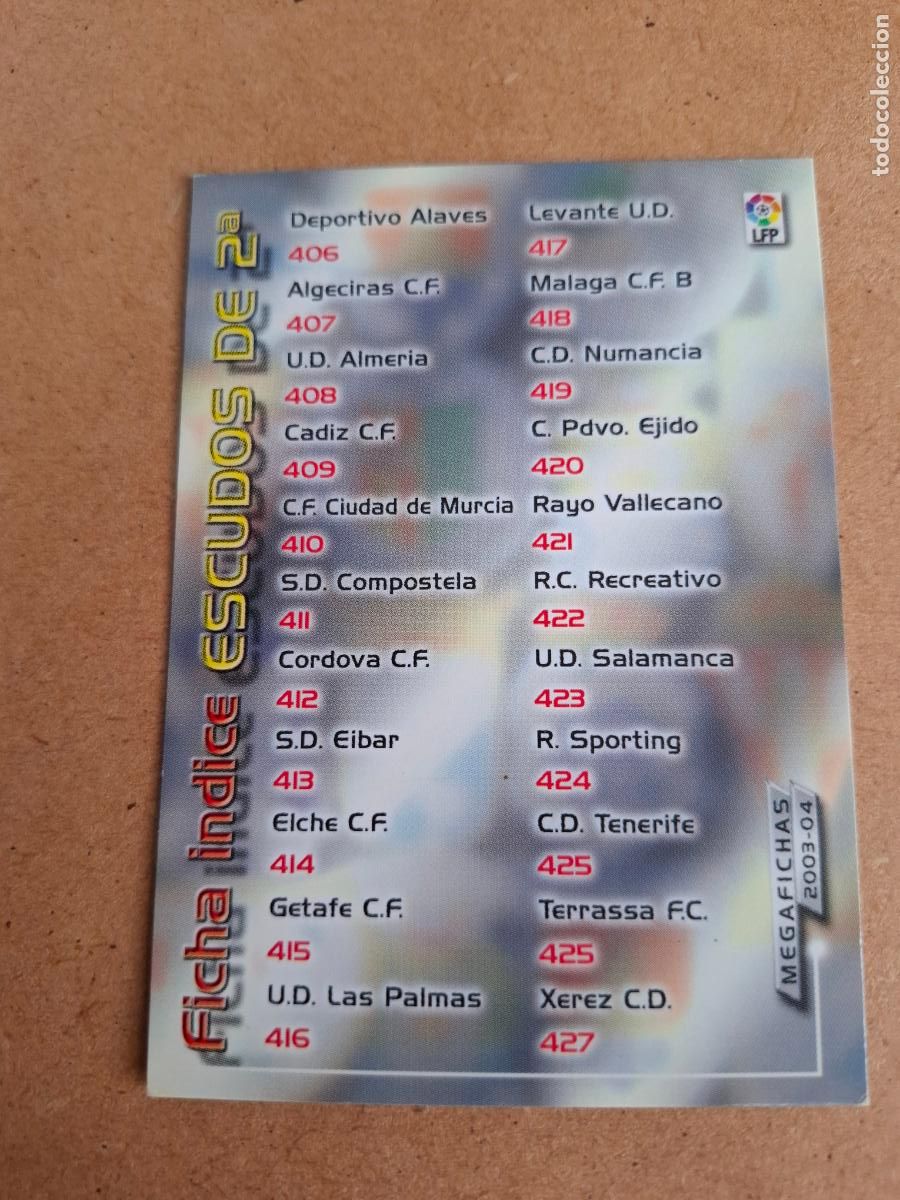 Ficha indice ESCUDOS DE 2ª
Deportivo Alaves
406
Algeciras C.F.
407
U.D. Almeria
408
Cadiz C.F.
409
C.F. Ciudad de Murcia
410
S.D. Compostela
411
Cordova C.F.
412
S.D. Eibar
413
Elche C.F.
414
Getafe C.F.
415
U.D. Las Palmas
416
Levante U.D.
417
Malaga C.F. B
418
C.D. Numancia
419
C. Pdvo. Ejido
420
Rayo Vallecano
421
R.C. Recreativo
422
U.D. Salamanca
423
R. Sporting
424
C.D. Tenerife
425
Terrassa F.C.
425
Xerez C.D.
427
LFP
MEGAFICHAS
2003-04
todocoleccion